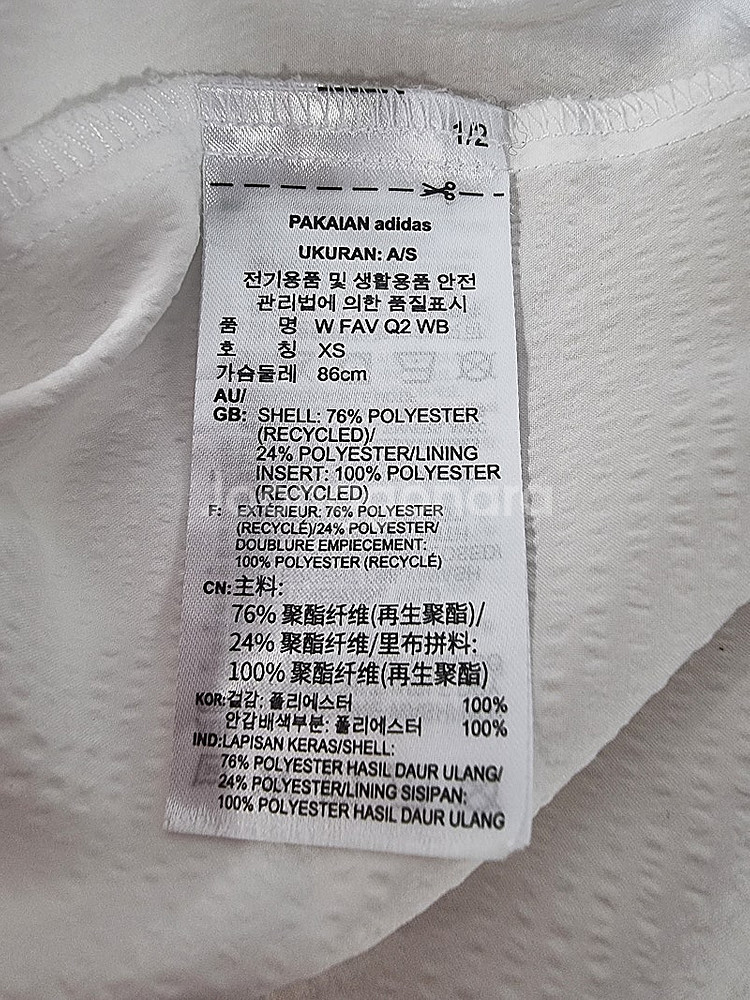 1/2
PAKAIAN adidas
UKURAN: A/S
전기용품 및 생활용품 안전
관리법에 의한 품질표시
품 명 W FAV Q2 WB
호 칭 XS
가슴둘레 86cm
AU/
GB: SHELL: 76% POLYESTER
(RECYCLED)/
24% POLYESTER/LINING
INSERT: 100% POLYESTER
(RECYCLED)
F: EXTÉRIEUR: 76% POLYESTER
(RECYCLÉ)/24% POLYESTER/
DOUBLURE EMPIECEMENT:
100% POLYESTER (RECYCLÉ)
CN:主料:
76% 聚酯纤维(再生聚酯)/
24% 聚酯纤维/里布拼料:
100% 聚酯纤维(再生聚酯)
KOR:겉감: 폴리에스터 100%
안감배색부분: 폴리에스터 100%
IND:LAPISAN KERAS/SHELL:
76% POLYESTER HASIL DAUR ULANG/
24% POLYESTER/LINING SISIPAN:
100% POLYESTER HASIL DAUR ULANG